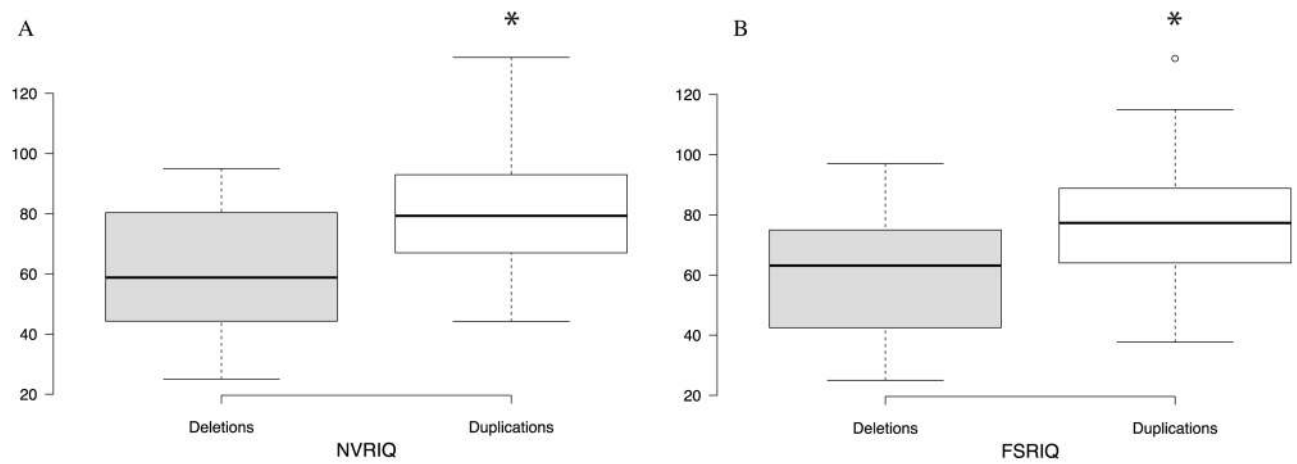 A
*
120
100
80
60
40
20
Deletions
Duplications
NVRIQ
B
*
120
100
80
60
40
20
Deletions
Duplications
FSRIQ